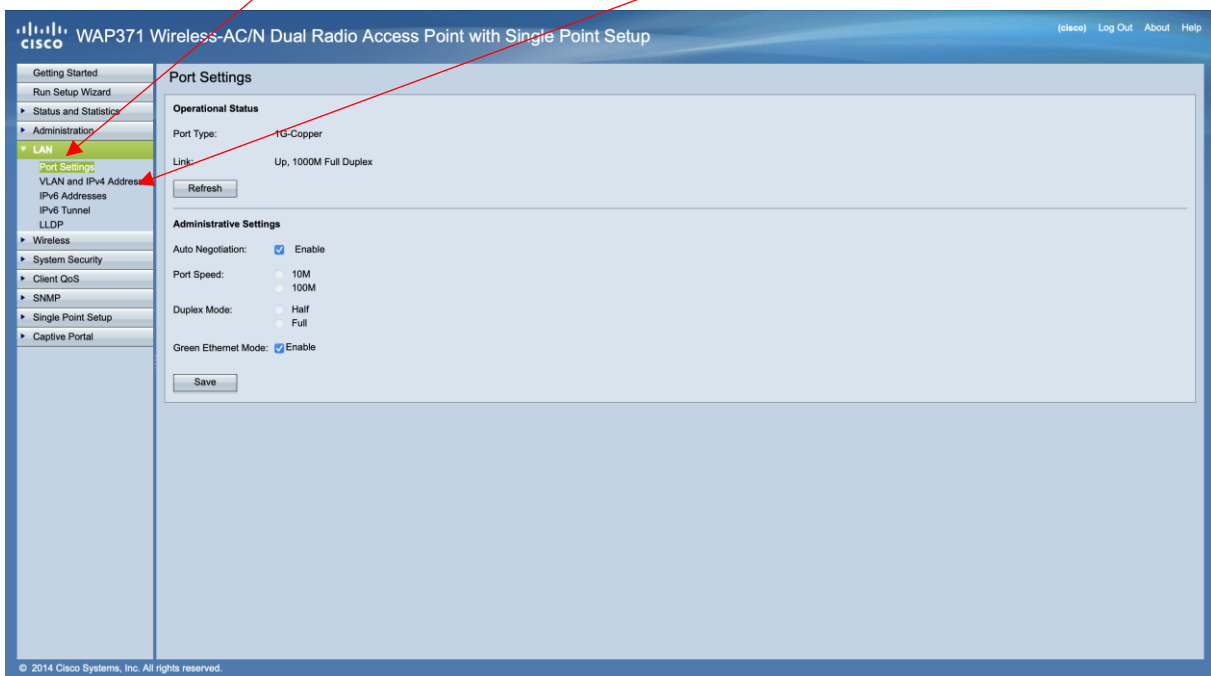 CISCO WAP371 Wireless-AC/N Dual Radio Access Point with Single Point Setup
(cisco) Log Out About Help
Getting Started
Run Setup Wizard
Status and Statistics
Administration
LAN
Port Settings
VLAN and IPv4 Address
IPv6 Addresses
IPv6 Tunnel
LLDP
Wireless
System Security
Client QoS
SNMP
Single Point Setup
Captive Portal
Port Settings
Operational Status
Port Type: 1G-Copper
Link: Up, 1000M Full Duplex
Refresh
Administrative Settings
Auto Negotiation: Enable
Port Speed: 10M
100M
Duplex Mode: Half
Full
Green Ethernet Mode: Enable
Save
© 2014 Cisco Systems, Inc. All rights reserved.